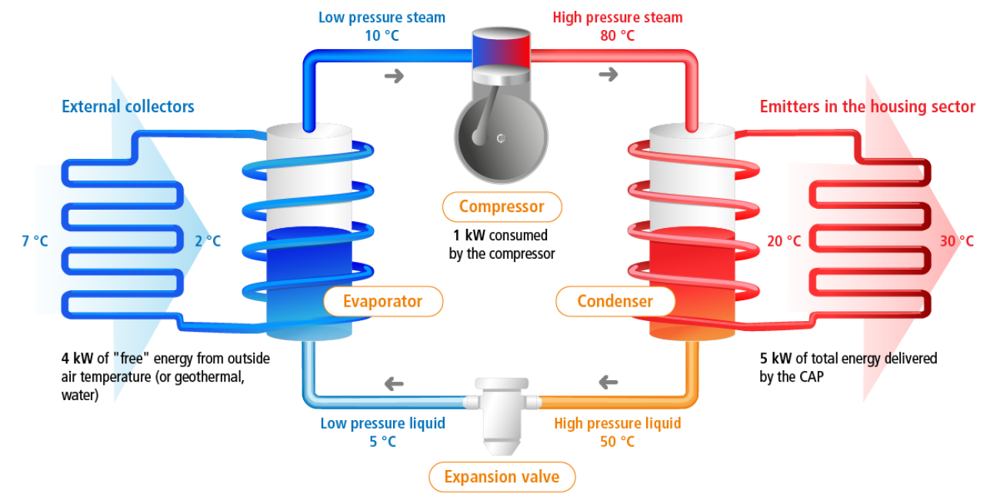 Low pressure steam
10 °C
High pressure steam
80 °C
External collectors
Emitters in the housing sector
Compressor
1 kW consumed
by the compressor
7 °C
2 °C
20 °C
30 °C
Evaporator
Condenser
4 kW of "free" energy from outside
air temperature (or geothermal,
water)
5 kW of total energy delivered
by the CAP
Low pressure liquid
5 °C
High pressure liquid
50 °C
Expansion valve